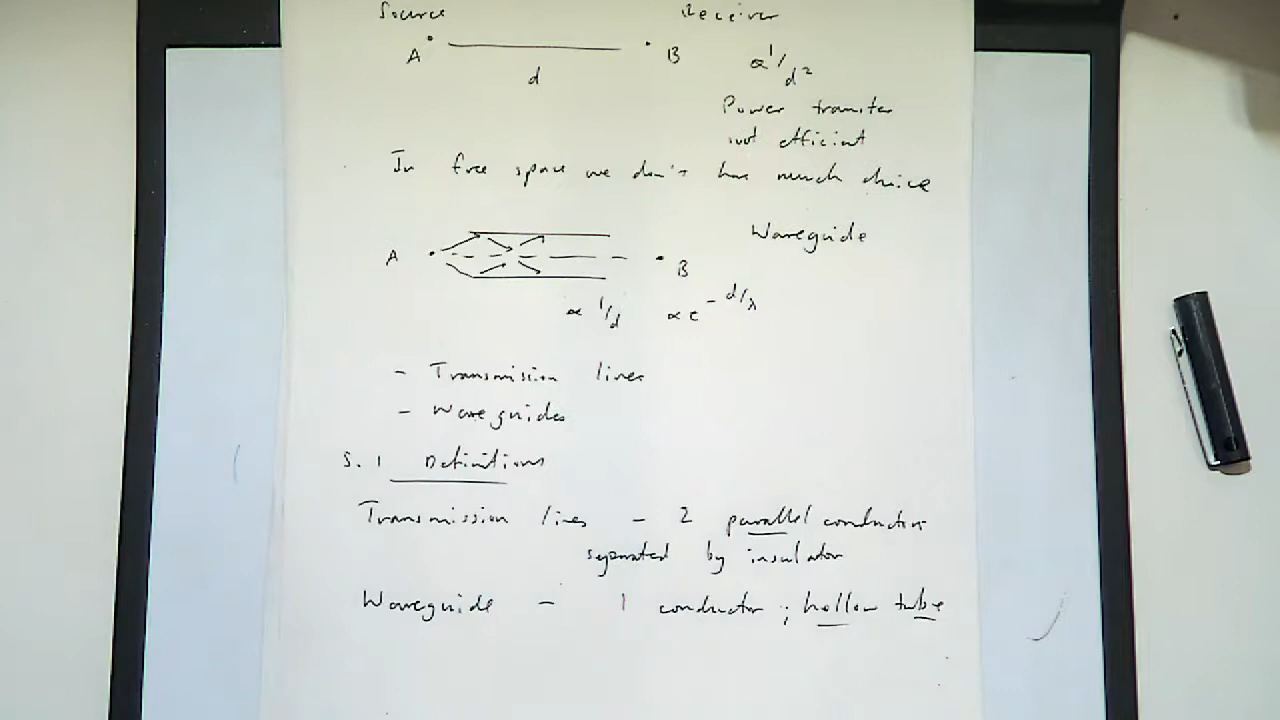 Source Receiver
A B ∝ 1/d²
d
Power transfer
not efficient
In free space we don't have much choice
Waveguide
A B
∝ 1/d ∝ e^-d/λ
- Transmission lines
- Waveguides
5.1 Definitions
Transmission lines - 2 parallel conductors
separated by insulator
Waveguide - 1 conductor ; hollow tube